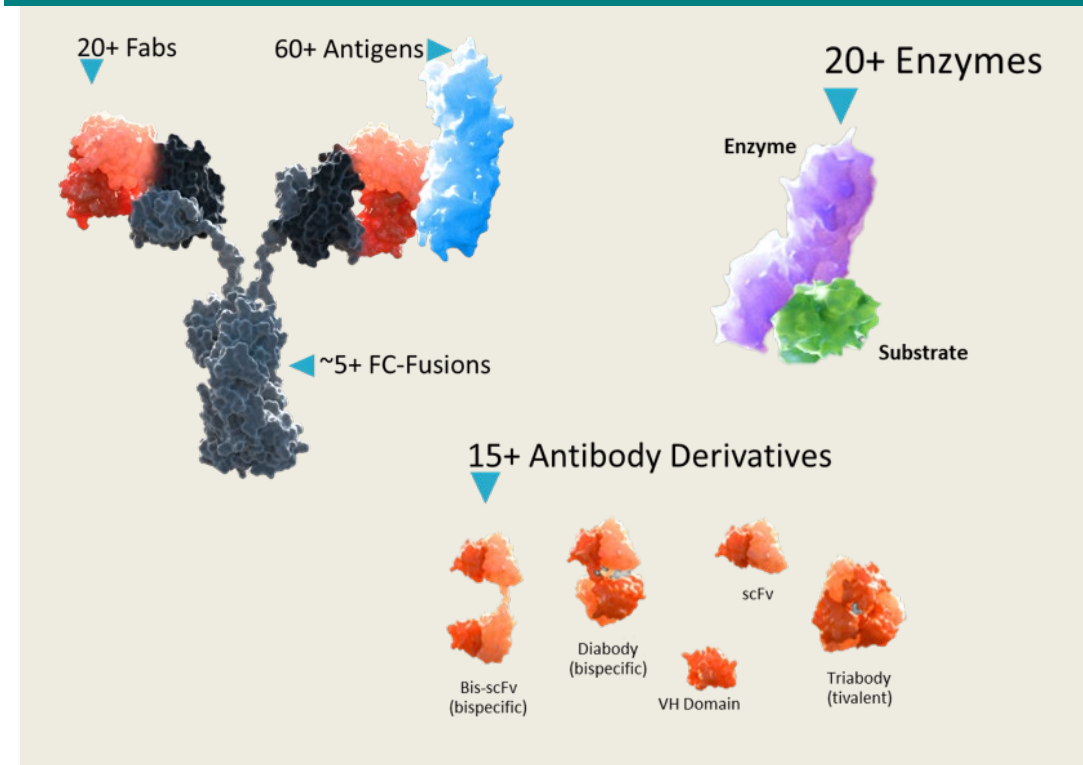 20+ Fabs
60+ Antigens
20+ Enzymes
Enzyme
Substrate
~5+ FC-Fusions
15+ Antibody Derivatives
Bis-scFv
(bispecific)
Diabody
(bispecific)
scFv
VH Domain
Triabody
(tivalent)